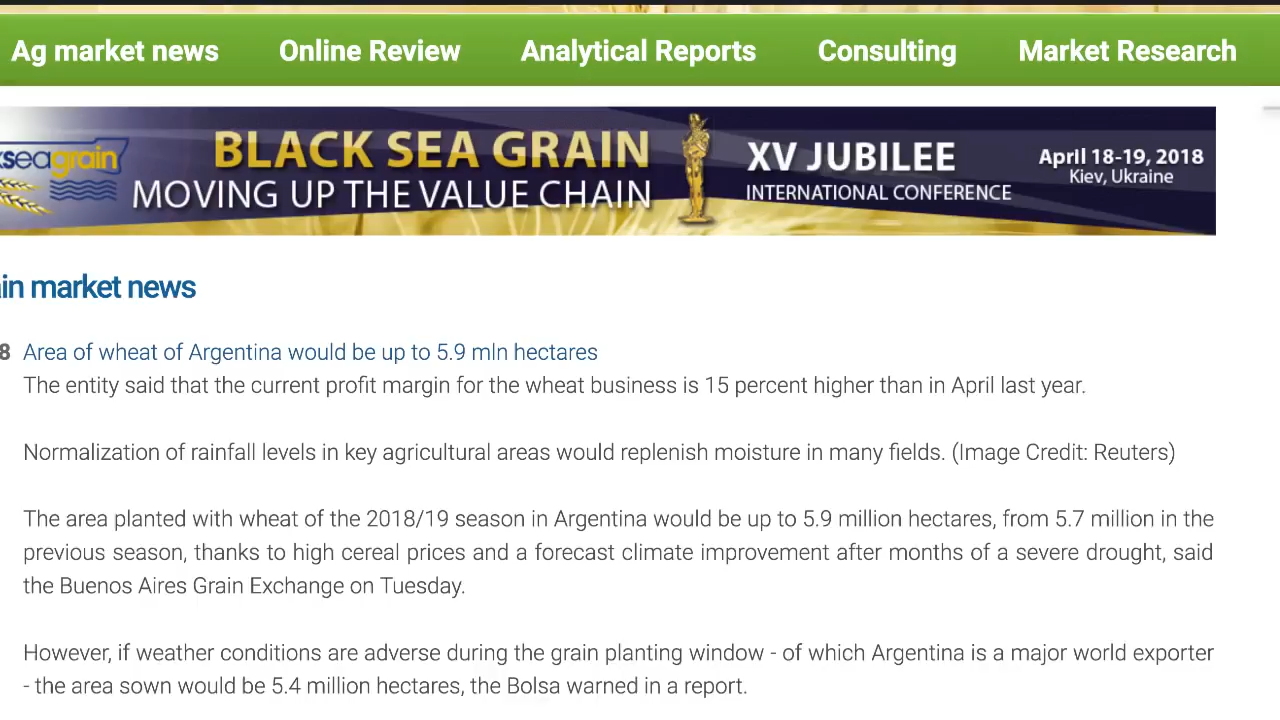 Ag market news Online Review Analytical Reports Consulting Market Research
seagrain BLACK SEA GRAIN XV JUBILEE April 18-19, 2018
MOVING UP THE VALUE CHAIN INTERNATIONAL CONFERENCE Kiev, Ukraine
in market news
8 Area of wheat of Argentina would be up to 5.9 mln hectares
The entity said that the current profit margin for the wheat business is 15 percent higher than in April last year.
Normalization of rainfall levels in key agricultural areas would replenish moisture in many fields. (Image Credit: Reuters)
The area planted with wheat of the 2018/19 season in Argentina would be up to 5.9 million hectares, from 5.7 million in the
previous season, thanks to high cereal prices and a forecast climate improvement after months of a severe drought, said
the Buenos Aires Grain Exchange on Tuesday.
However, if weather conditions are adverse during the grain planting window - of which Argentina is a major world exporter
- the area sown would be 5.4 million hectares, the Bolsa warned in a report.